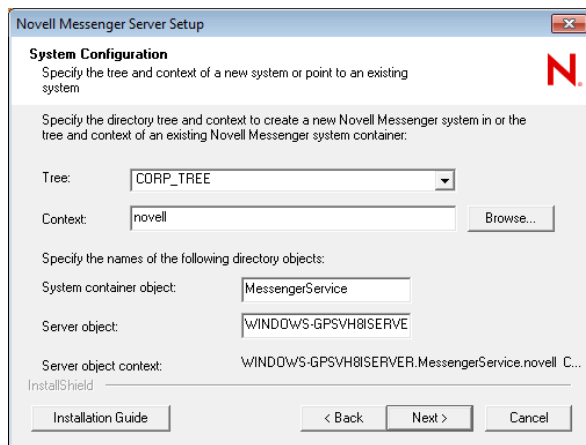 Novell Messenger Server Setup
System Configuration
Specify the tree and context of a new system or point to an existing
system
N.
Specify the directory tree and context to create a new Novell Messenger system in or the
tree and context of an existing Novell Messenger system container:
Tree: CORP_TREE
Context: novell Browse...
Specify the names of the following directory objects:
System container object: MessengerService
Server object: WINDOWS-GPSVH8ISERVE
Server object context: WINDOWS-GPSVH8ISERVER.MessengerService.novell C...
InstallShield
Installation Guide < Back Next > Cancel